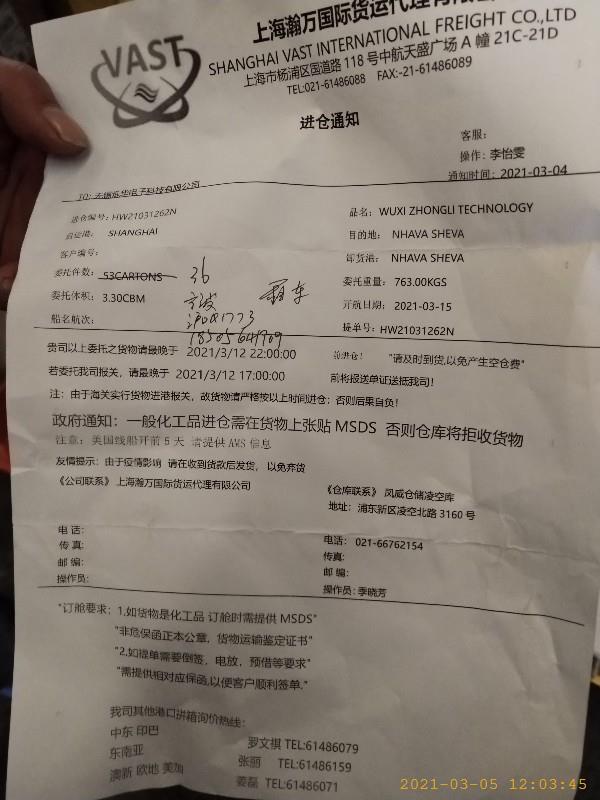 VAST
上海瀚万国际货运代理有限公司
SHANGHAI VAST INTERNATIONAL FREIGHT CO.,LTD
上海市杨浦区国道路 118 号中航天盛广场 A 幢 21C-21D
TEL:021-61486088 FAX:-21-61486089
进仓通知
客服:
操作: 李怡雯
通知时间: 2021-03-04
TO: 电子科技有限公司
进仓编号: HW21031262N
品名: WUXI ZHONGLI TECHNOLOGY
启运港: SHANGHAI
目的地: NHAVA SHEVA
客户编号:
卸货港: NHAVA SHEVA
委托件数: 53CARTONS 36
委托重量: 763.00KGS
委托体积: 3.30CBM
开航日期: 2021-03-15
船名航次:
提单号: HW21031262N
贵司以上委托之货物请最晚于 2021/3/12 22:00:00 前进仓! "请及时到货,以免产生空仓费"
若委托我司报关, 请最晚于 2021/3/12 17:00:00 前将报送单证送抵我司!
注: 由于海关实行货物进港报关, 故货物请严格按以上时间进仓; 否则后果自负!
政府通知: 一般化工品进仓需在货物上张贴 MSDS 否则仓库将拒收货物
注意: 美国线船开前 5 天 请提供 AMS 信息
友情提示: 由于疫情影响 请在收到货款后发货, 以免弃货
《公司联系》上海瀚万国际货运代理有限公司
《仓库联系》 凤威仓储凌空库
地址: 浦东新区凌空北路 3160 号
电话:
传真:
邮编:
操作员:
电话: 021-66762154
传真:
邮编:
操作员: 季晓芳
"订舱要求: 1.如货物是化工品 订舱时需提供 MSDS"
"非危保函正本公章, 货物运输鉴定证书"
"2.如提单需要倒签, 电放, 预借等要求"
"需提供相对应保函,以便客户顺利签单."
我司其他港口拼箱询价热线:
中东 印巴 罗文祺 TEL:61486079
东南亚 张丽 TEL:61486159
澳新 欧地 美加 姜磊 TEL:61486071
2021-03-05 12:03:45